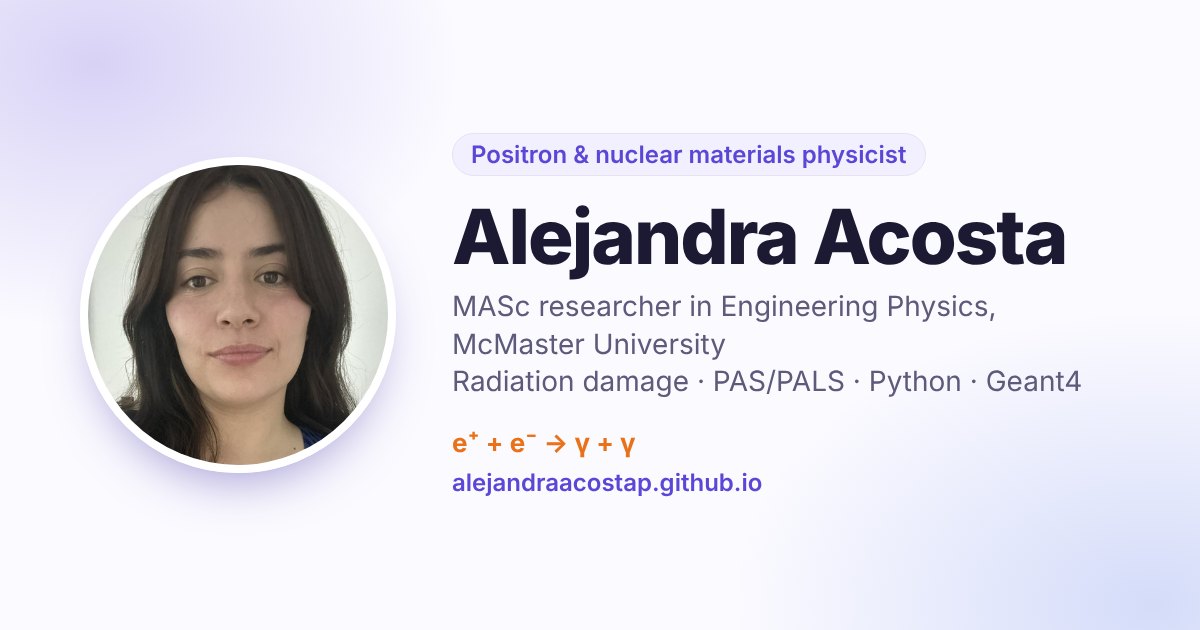 Positron & nuclear materials physicist
Alejandra Acosta
MASc researcher in Engineering Physics,
McMaster University
Radiation damage · PAS/PALS · Python · Geant4
e⁺ + e⁻ → γ + γ
alejandraacostap.github.io